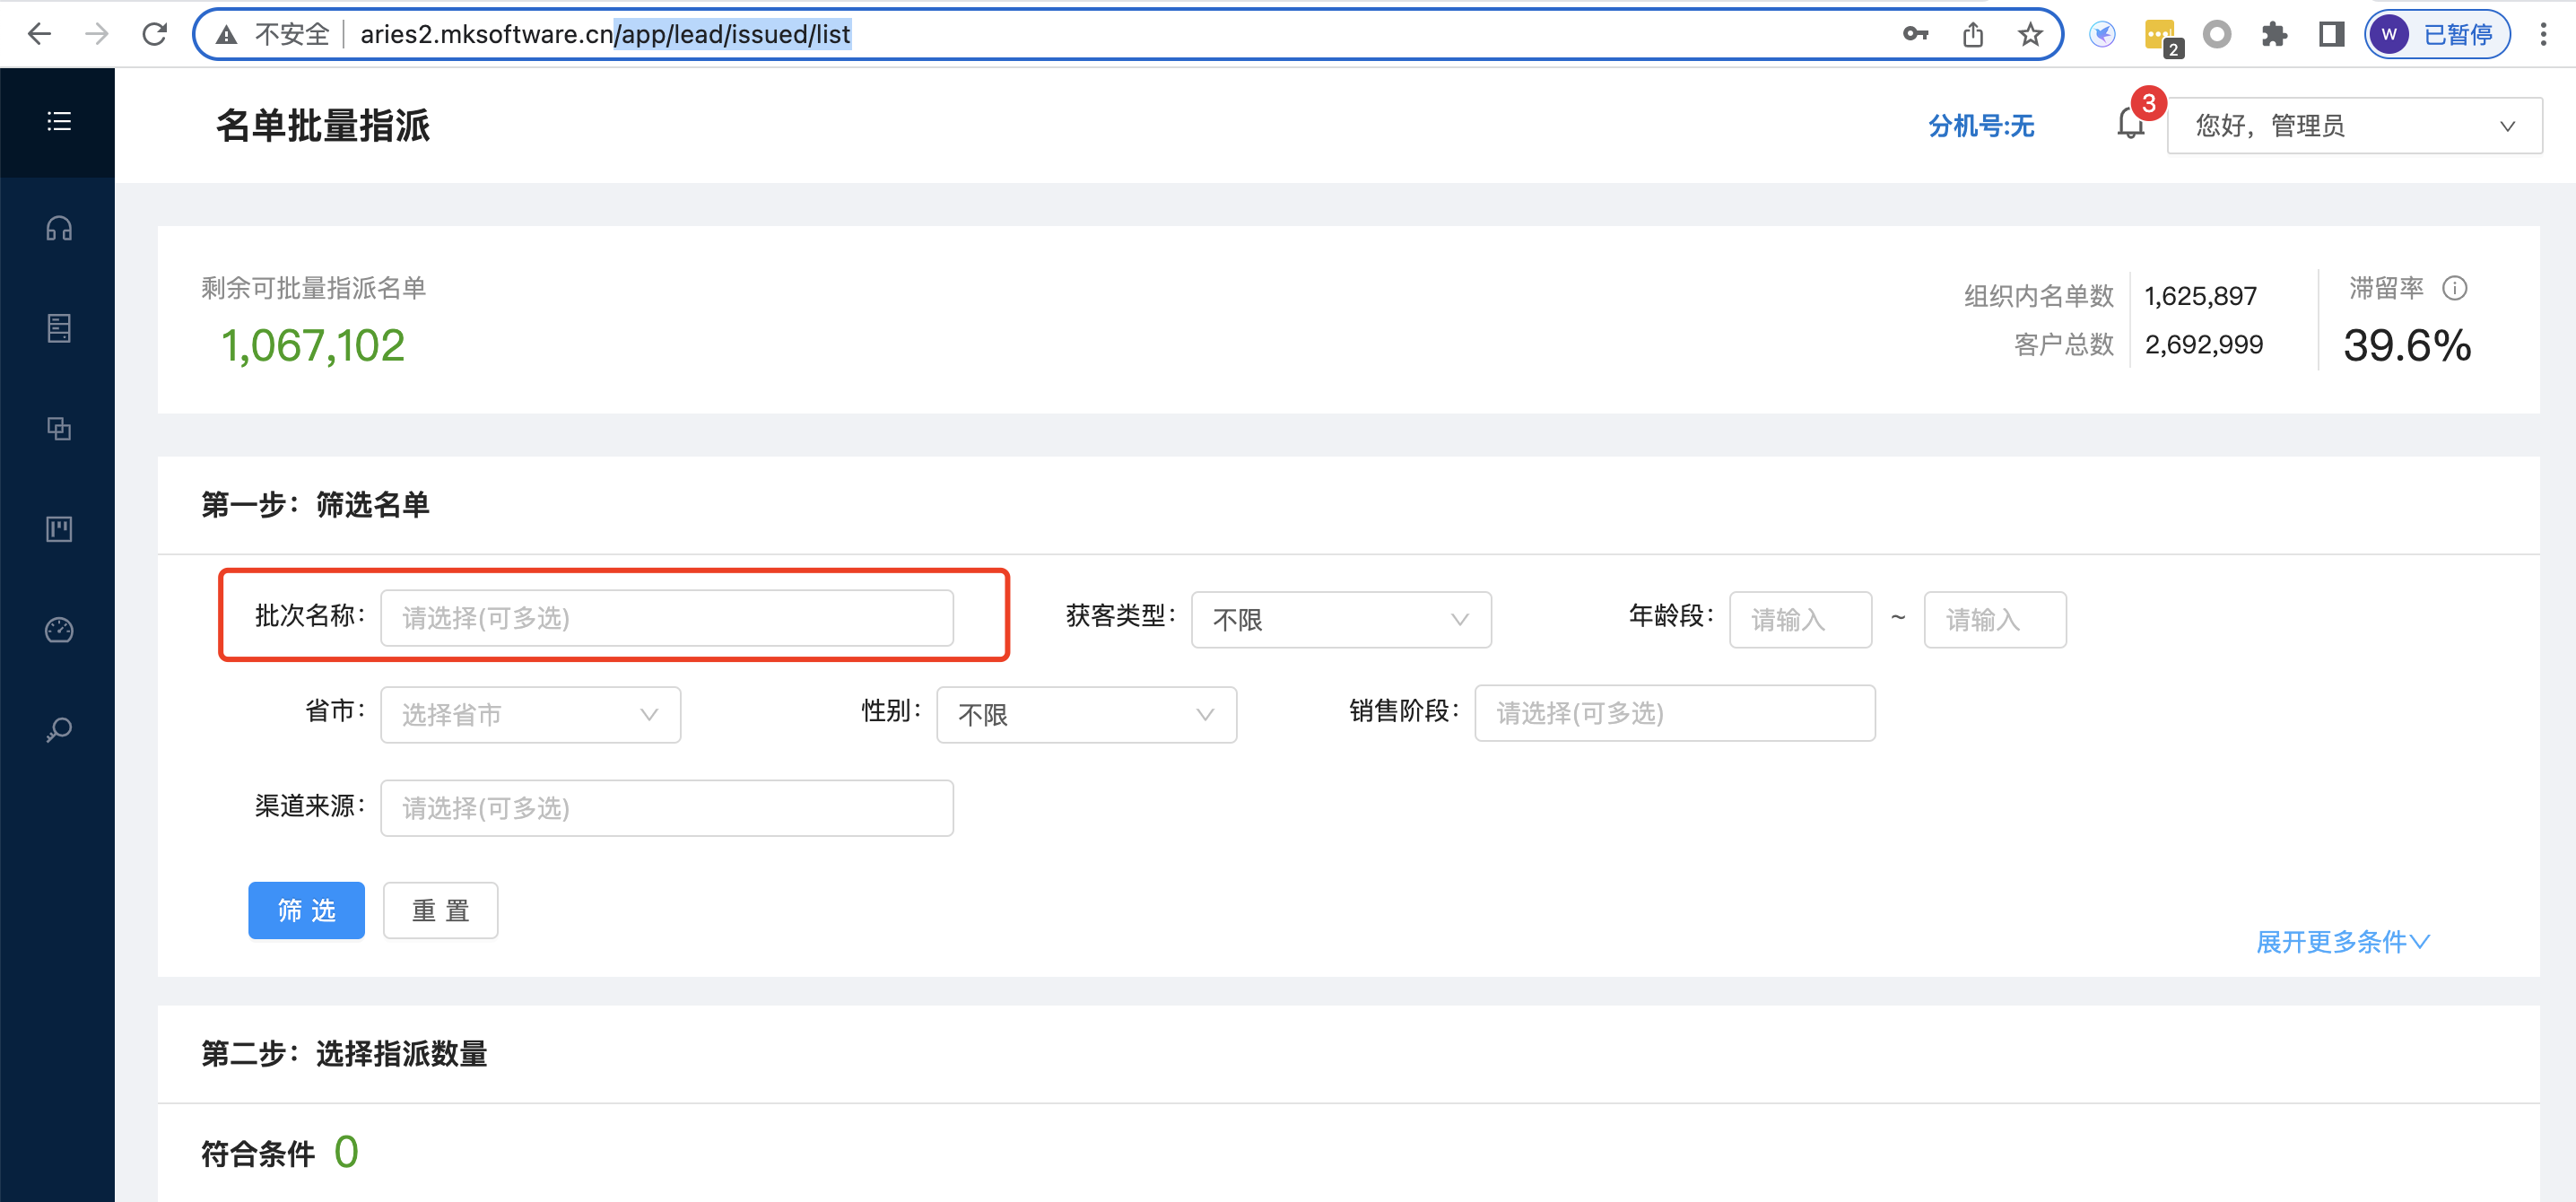 不安全 aries2.mksoftware.cn/app/lead/issued/list
2
W 已暂停
名单批量指派
分机号:无
3
您好，管理员
剩余可批量指派名单
1,067,102
组织内名单数 1,625,897
客户总数 2,692,999
滞留率
39.6%
第一步：筛选名单
批次名称： 请选择(可多选)
获客类型： 不限
年龄段： 请输入 ~ 请输入
省市： 选择省市
性别： 不限
销售阶段： 请选择(可多选)
渠道来源： 请选择(可多选)
筛 选
重 置
展开更多条件
第二步：选择指派数量
符合条件 0